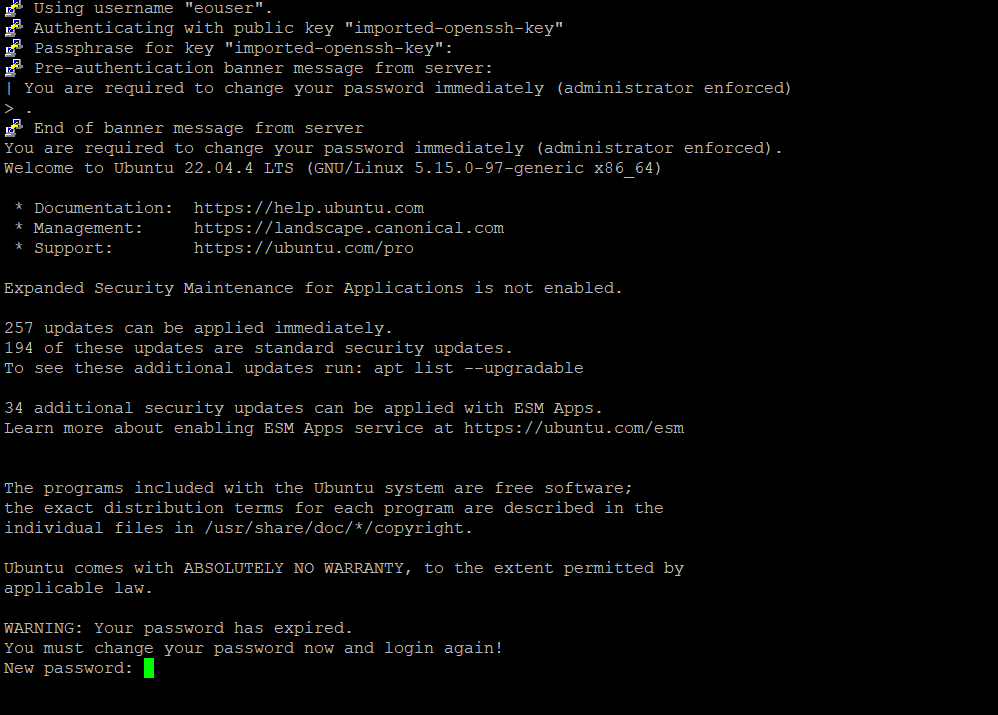 Using username "eouser".
Authenticating with public key "imported-openssh-key"
Passphrase for key "imported-openssh-key":
Pre-authentication banner message from server:
| You are required to change your password immediately (administrator enforced)
> .
End of banner message from server
You are required to change your password immediately (administrator enforced).
Welcome to Ubuntu 22.04.4 LTS (GNU/Linux 5.15.0-97-generic x86_64)
* Documentation:  https://help.ubuntu.com
* Management:     https://landscape.canonical.com
* Support:        https://ubuntu.com/pro
Expanded Security Maintenance for Applications is not enabled.
257 updates can be applied immediately.
194 of these updates are standard security updates.
To see these additional updates run: apt list --upgradable
34 additional security updates can be applied with ESM Apps.
Learn more about enabling ESM Apps service at https://ubuntu.com/esm
The programs included with the Ubuntu system are free software;
the exact distribution terms for each program are described in the
individual files in /usr/share/doc/*/copyright.
Ubuntu comes with ABSOLUTELY NO WARRANTY, to the extent permitted by
applicable law.
WARNING: Your password has expired.
You must change your password now and login again!
New password: